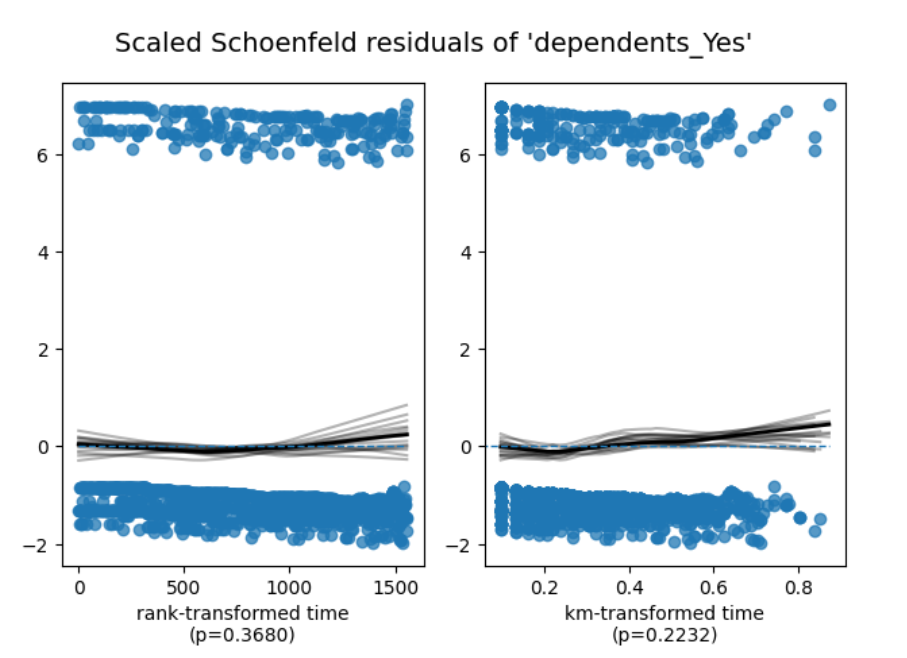 Scaled Schoenfeld residuals of 'dependents_Yes'
6
4
2
0
−2
0 500 1000 1500
rank-transformed time
(p=0.3680)
6
4
2
0
−2
0.2 0.4 0.6 0.8
km-transformed time
(p=0.2232)